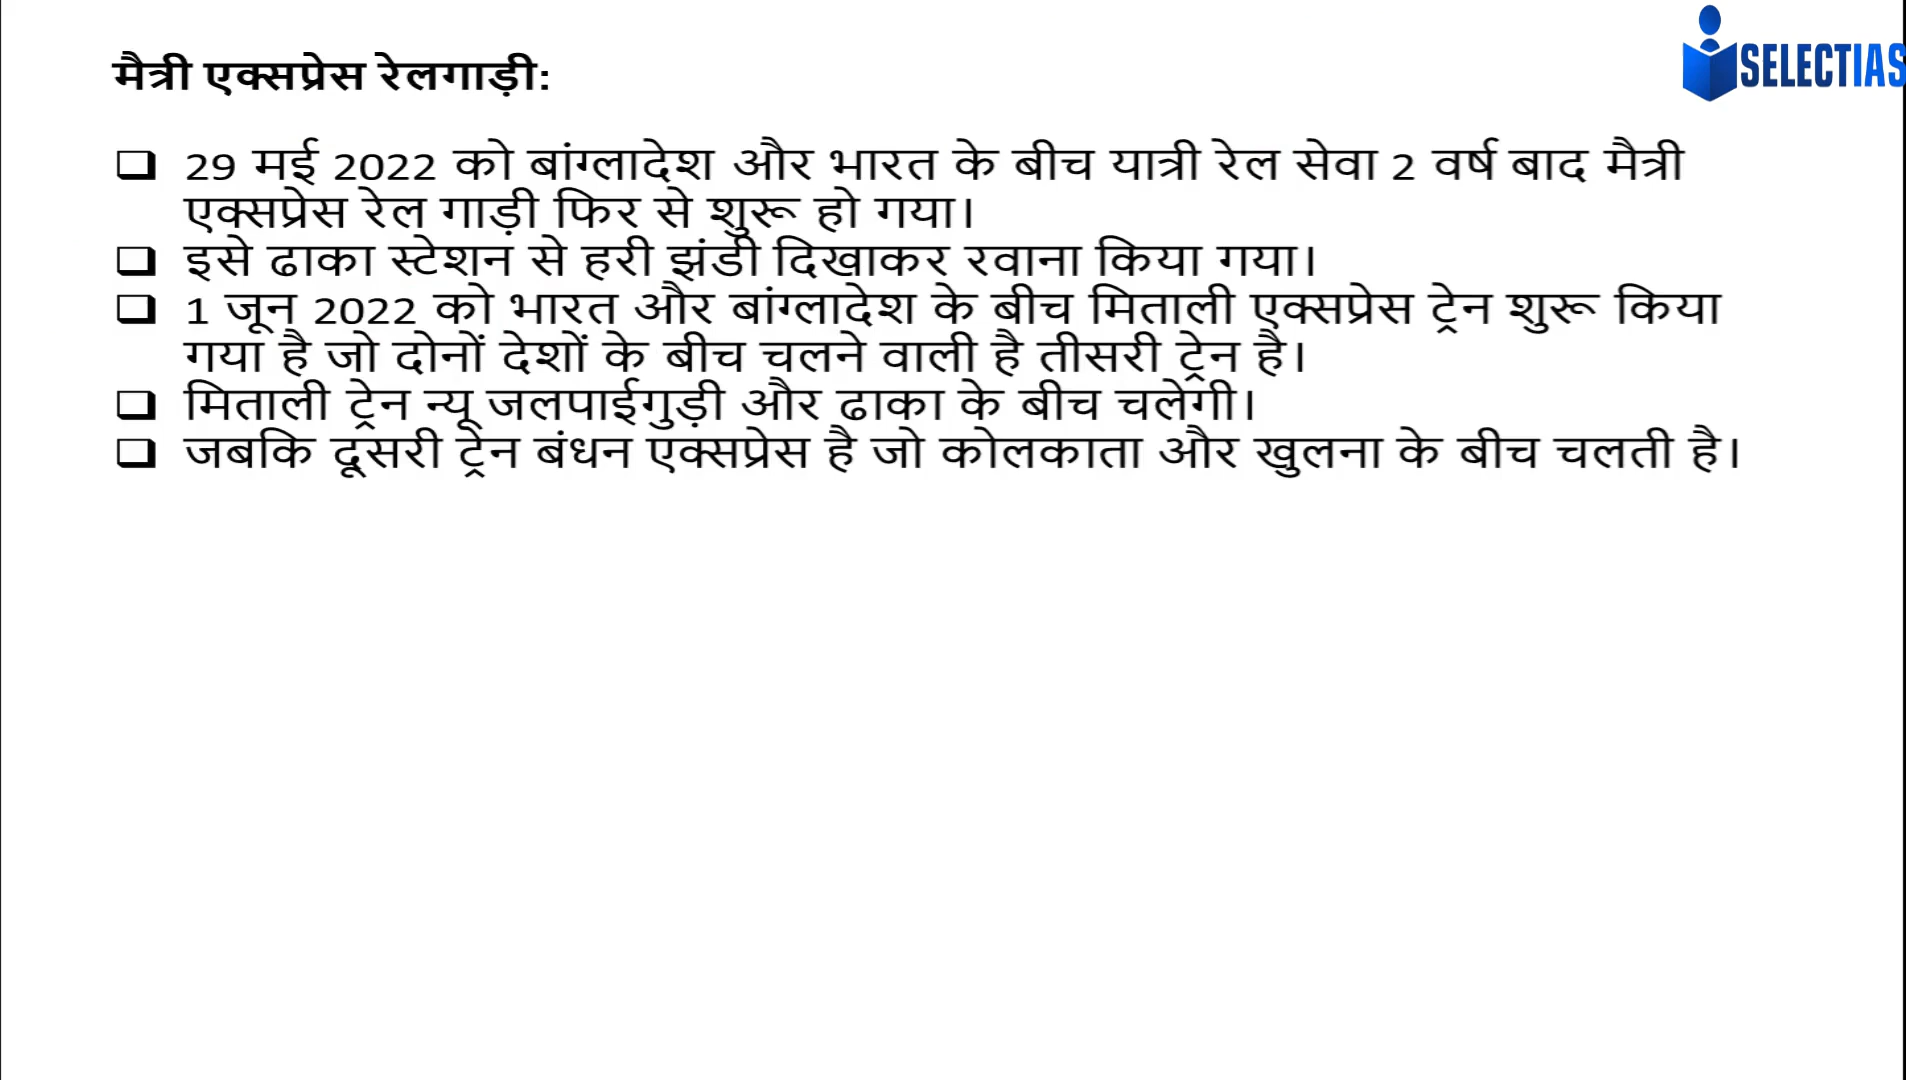 SELECTIAS
मैत्री एक्सप्रेस रेलगाड़ी:
❑ 29 मई 2022 को बांग्लादेश और भारत के बीच यात्री रेल सेवा 2 वर्ष बाद मैत्री
एक्सप्रेस रेल गाड़ी फिर से शुरू हो गया।
❑ इसे ढाका स्टेशन से हरी झंडी दिखाकर रवाना किया गया।
❑ 1 जून 2022 को भारत और बांग्लादेश के बीच मिताली एक्सप्रेस ट्रेन शुरू किया
गया है जो दोनों देशों के बीच चलने वाली है तीसरी ट्रेन है।
❑ मिताली ट्रेन न्यू जलपाईगुड़ी और ढाका के बीच चलेगी।
❑ जबकि दूसरी ट्रेन बंधन एक्सप्रेस है जो कोलकाता और खुलना के बीच चलती है।